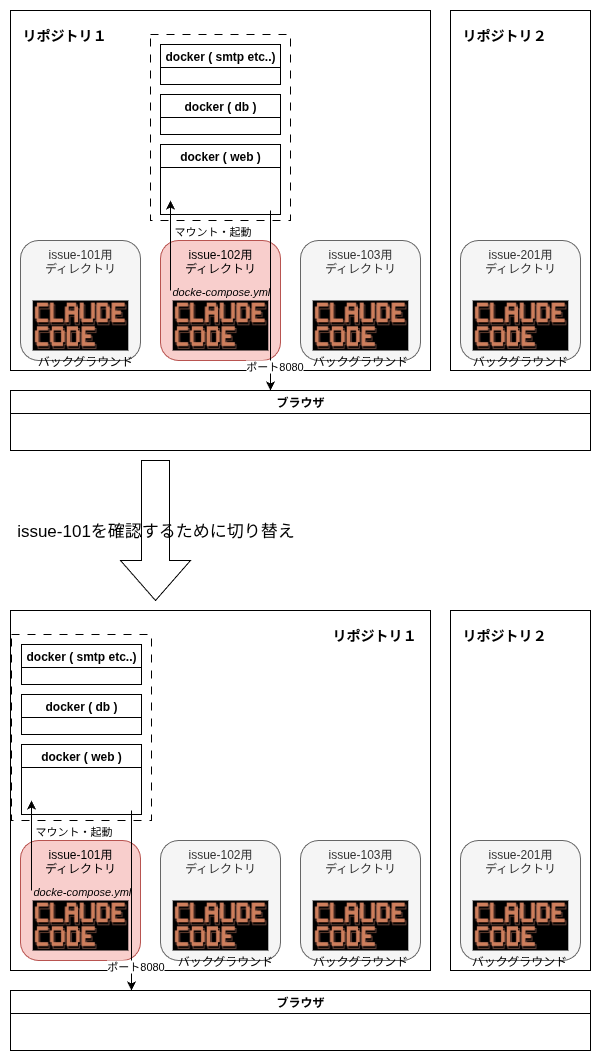 リポジトリ１
docker ( smtp etc..)
docker ( db )
docker ( web )
マウント・起動
issue-101用
ディレクトリ
CLAUDE
CODE
バックグラウンド
issue-102用
ディレクトリ
docke-compose.yml
CLAUDE
CODE
ポート8080
issue-103用
ディレクトリ
CLAUDE
CODE
バックグラウンド
リポジトリ２
issue-201用
ディレクトリ
CLAUDE
CODE
バックグラウンド
ブラウザ
issue-101を確認するために切り替え
リポジトリ１
docker ( smtp etc..)
docker ( db )
docker ( web )
マウント・起動
issue-101用
ディレクトリ
docke-compose.yml
CLAUDE
CODE
ポート8080
issue-102用
ディレクトリ
CLAUDE
CODE
バックグラウンド
issue-103用
ディレクトリ
CLAUDE
CODE
バックグラウンド
リポジトリ２
issue-201用
ディレクトリ
CLAUDE
CODE
バックグラウンド
ブラウザ